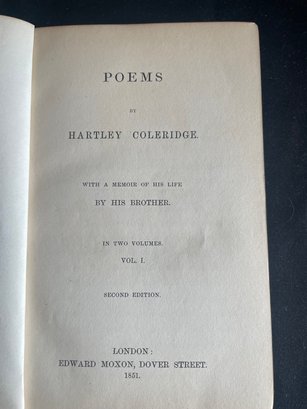 POEMS
BY
HARTLEY COLERIDGE.
WITH A MEMOIR OF HIS LIFE
BY HIS BROTHER.
IN TWO VOLUMES.
VOL. I.
SECOND EDITION.
LONDON:
EDWARD MOXON, DOVER STREET.
1851.